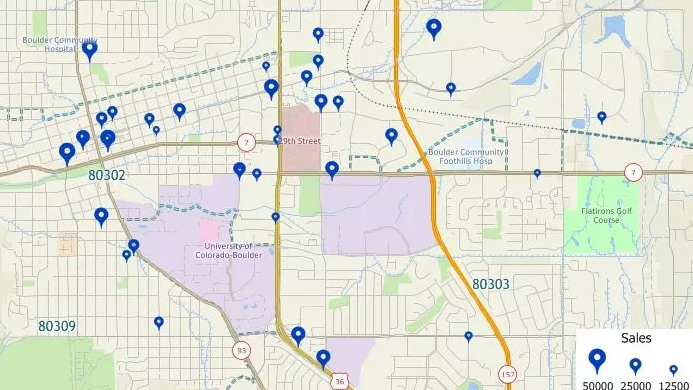 Boulder Community
Hospital
7
29th Street
Boulder Community
Foothills Hosp
7
80302
Flatirons Golf
Course
University of
Colorado-Boulder
80303
80309
93
36
157
Sales
50000 25000 12500